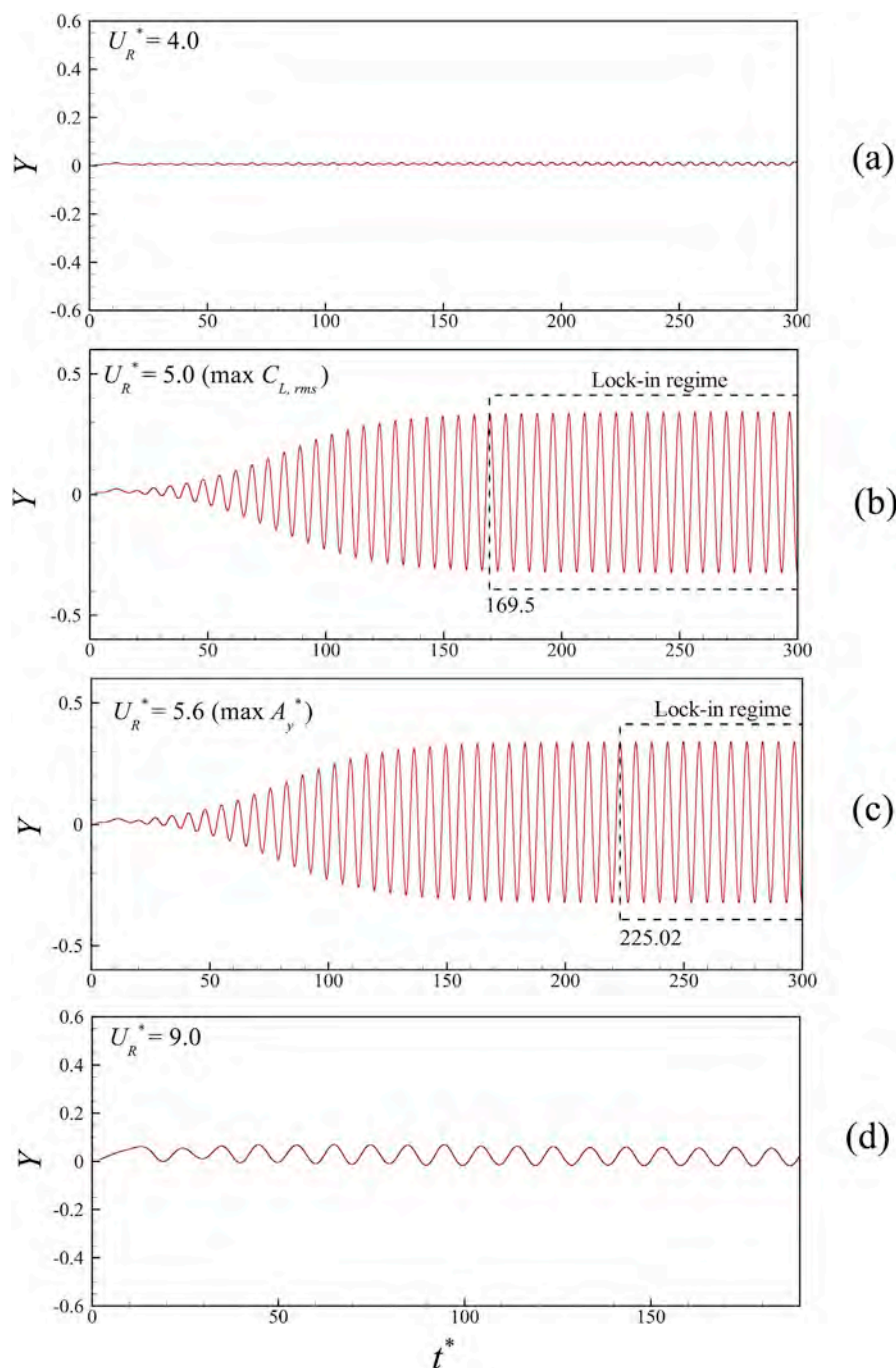 U_R^* = 4.0
0.6
0.4
0.2
0
-0.2
-0.4
-0.6
Y
0 50 100 150 200 250 300
(a)
U_R^* = 5.0 (max C_{L, rms})
Lock-in regime
0.5
0
-0.5
Y
169.5
0 50 100 150 200 250 300
(b)
U_R^* = 5.6 (max A_y^*)
Lock-in regime
0.5
0
-0.5
Y
225.02
0 50 100 150 200 250 300
(c)
U_R^* = 9.0
0.6
0.4
0.2
0
-0.2
-0.4
-0.6
Y
0 50 100 150
(d)
t^*